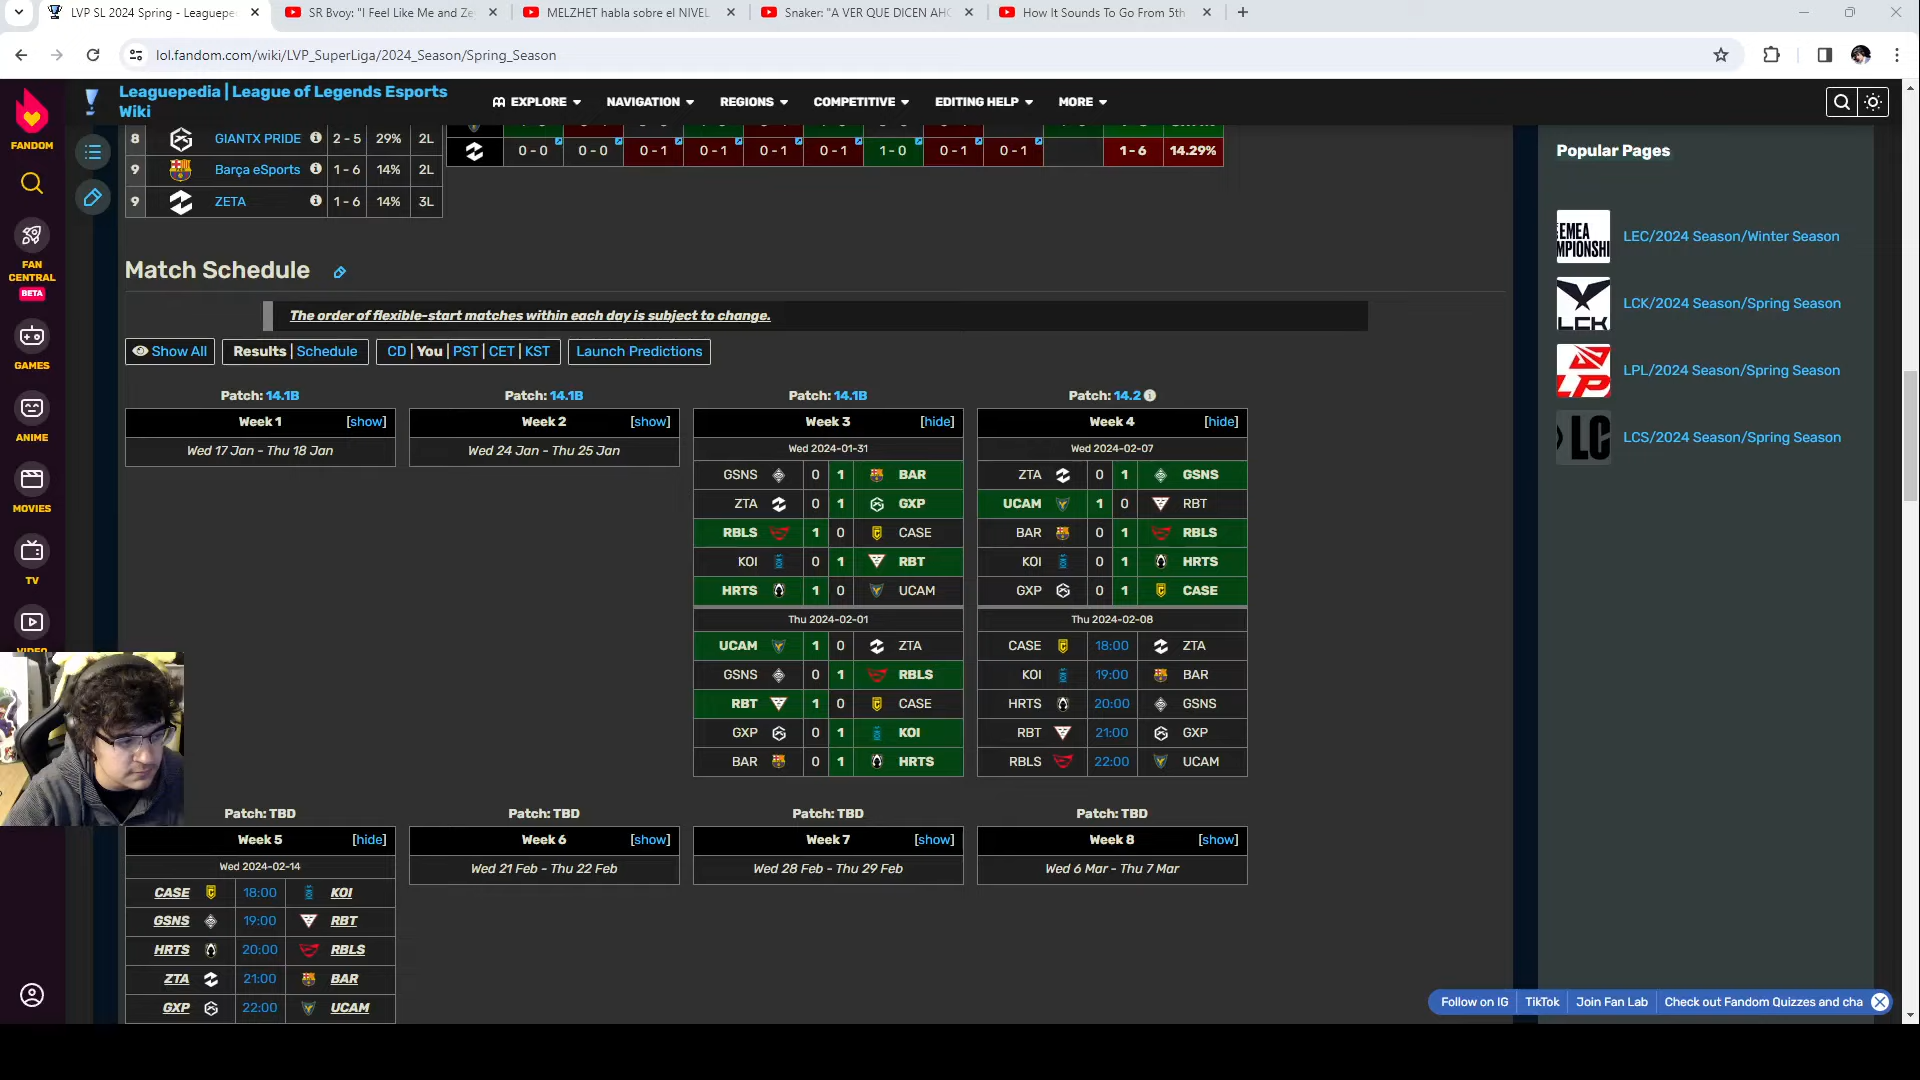 LVP SL 2024 Spring - Leaguepe
SR Bvoy: "I Feel Like Me and Ze
MELZHET habla sobre el NIVEL
Snaker: "A VER QUE DICEN AHO
How It Sounds To Go From 5th
lol.fandom.com/wiki/LVP_SuperLiga/2024_Season/Spring_Season
Leaguepedia | League of Legends Esports
Wiki
EXPLORE
NAVIGATION
REGIONS
COMPETITIVE
EDITING HELP
MORE
FANDOM
FAN
CENTRAL
BETA
GAMES
ANIME
MOVIES
TV
8 GIANTX PRIDE 2 - 5 29% 2L
9 Barça eSports 1 - 6 14% 2L
9 ZETA 1 - 6 14% 3L
0 - 0 0 - 0 0 - 1 0 - 1 0 - 1 0 - 1 1 - 0 0 - 1 0 - 1 1 - 6 14.29%
Match Schedule
The order of flexible-start matches within each day is subject to change.
Show All
Results | Schedule
CD | You | PST | CET | KST
Launch Predictions
Patch: 14.1B
Week 1 [show]
Wed 17 Jan - Thu 18 Jan
Patch: 14.1B
Week 2 [show]
Wed 24 Jan - Thu 25 Jan
Patch: 14.1B
Week 3 [hide]
Wed 2024-01-31
GSNS 0 1 BAR
ZTA 0 1 GXP
RBLS 1 0 CASE
KOI 0 1 RBT
HRTS 1 0 UCAM
Thu 2024-02-01
UCAM 1 0 ZTA
GSNS 0 1 RBLS
RBT 1 0 CASE
GXP 0 1 KOI
BAR 0 1 HRTS
Patch: 14.2
Week 4 [hide]
Wed 2024-02-07
ZTA 0 1 GSNS
UCAM 1 0 RBT
BAR 0 1 RBLS
KOI 0 1 HRTS
GXP 0 1 CASE
Thu 2024-02-08
CASE 18:00 ZTA
KOI 19:00 BAR
HRTS 20:00 GSNS
RBT 21:00 GXP
RBLS 22:00 UCAM
Patch: TBD
Week 5 [hide]
Wed 2024-02-14
CASE 18:00 KOI
GSNS 19:00 RBT
HRTS 20:00 RBLS
ZTA 21:00 BAR
GXP 22:00 UCAM
Patch: TBD
Week 6 [show]
Wed 21 Feb - Thu 22 Feb
Patch: TBD
Week 7 [show]
Wed 28 Feb - Thu 29 Feb
Patch: TBD
Week 8 [show]
Wed 6 Mar - Thu 7 Mar
Popular Pages
EMEA
MPIONSHI
LEC/2024 Season/Winter Season
LCK
LCK/2024 Season/Spring Season
LP
LPL/2024 Season/Spring Season
LC
LCS/2024 Season/Spring Season
Follow on IG
TikTok
Join Fan Lab
Check out Fandom Quizzes and cha